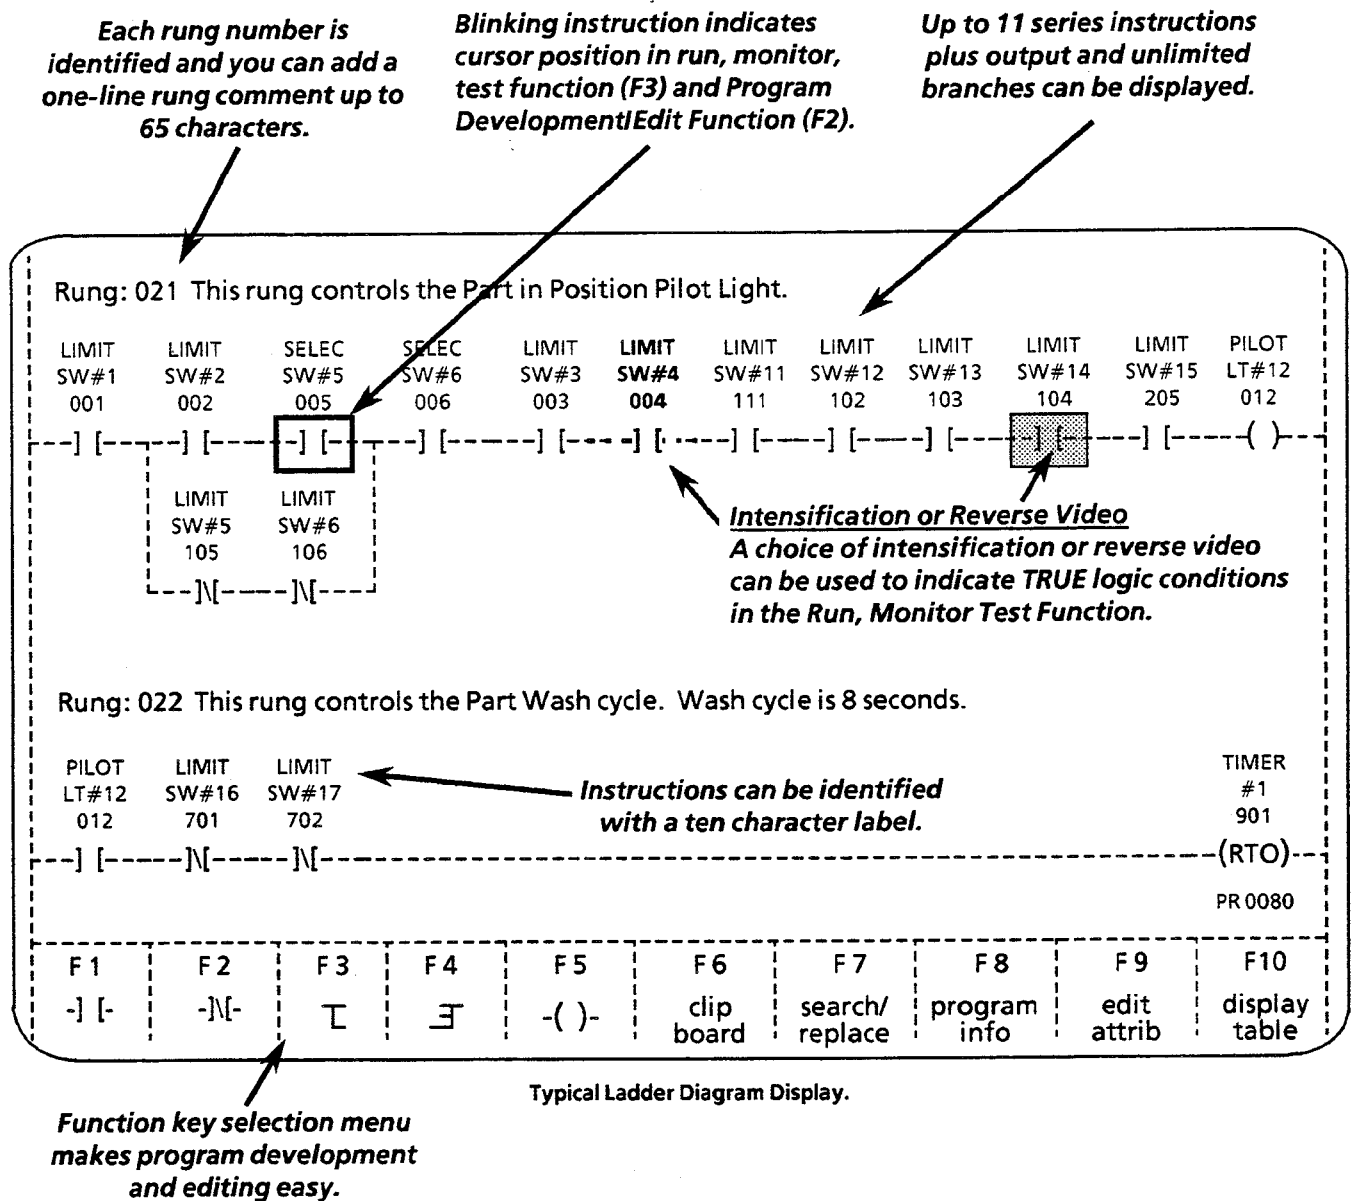 Each rung number is
identified and you can add a
one-line rung comment up to
65 characters.
Blinking instruction indicates
cursor position in run, monitor,
test function (F3) and Program
DevelopmentIEdit Function (F2).
Up to 11 series instructions
plus output and unlimited
branches can be displayed.
Rung: 021 This rung controls the Part in Position Pilot Light.
LIMIT LIMIT SELEC SELEC LIMIT LIMIT LIMIT LIMIT LIMIT LIMIT LIMIT PILOT
SW#1 SW#2 SW#5 SW#6 SW#3 SW#4 SW#11 SW#12 SW#13 SW#14 SW#15 LT#12
001 002 005 006 003 004 111 102 103 104 205 012
---] [-----] [-----] [-----] [-----] [-----] [-----] [-----] [-----] [-----] [-----] [-----( )---
LIMIT LIMIT
SW#5 SW#6
105 106
---]\[-----]\[----
Intensification or Reverse Video
A choice of intensification or reverse video
can be used to indicate TRUE logic conditions
in the Run, Monitor Test Function.
Rung: 022 This rung controls the Part Wash cycle. Wash cycle is 8 seconds.
PILOT LIMIT LIMIT TIMER
LT#12 SW#16 SW#17 #1
012 701 702 901
---] [-----]\[-----]\[-----(RTO)---
PR 0080
Instructions can be identified
with a ten character label.
F1 F2 F3 F4 F5 F6 F7 F8 F9 F10
-] [- -]\[- -( )- clip search/ program edit display
board replace info attrib table
Typical Ladder Diagram Display.
Function key selection menu
makes program development
and editing easy.